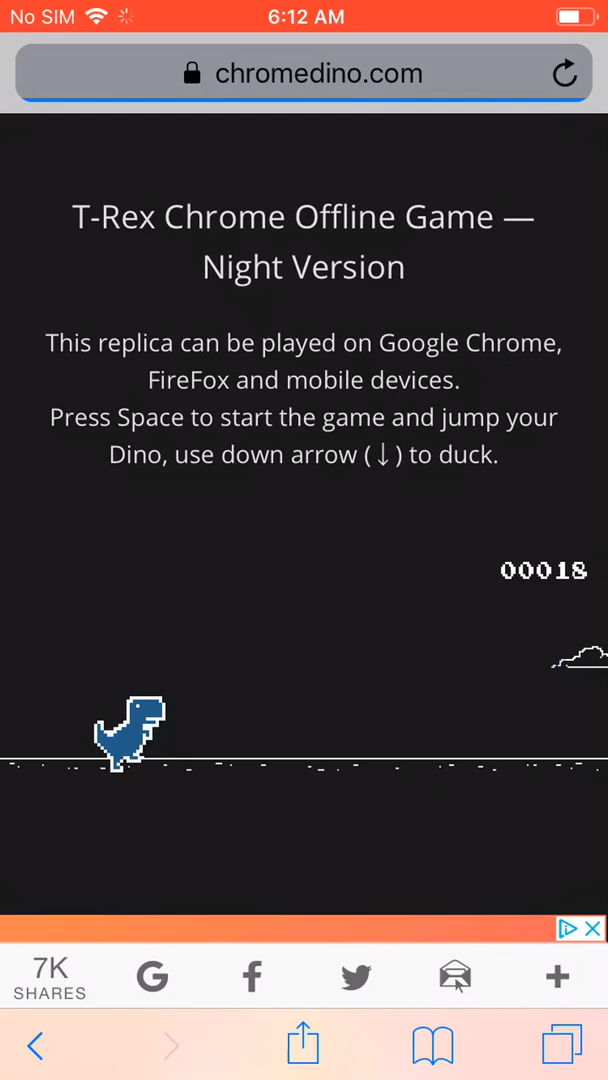 No SIM 6:12 AM
chromedino.com
T-Rex Chrome Offline Game —
Night Version
This replica can be played on Google Chrome,
FireFox and mobile devices.
Press Space to start the game and jump your
Dino, use down arrow (↓) to duck.
00018
7K
SHARES